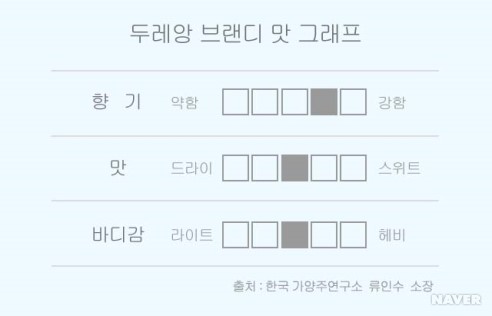 두레앙 브랜디 맛 그래프
향 기 약함 강함
맛 드라이 스위트
바디감 라이트 헤비
출처 : 한국 가양주연구소 류인수 소장
NAVER